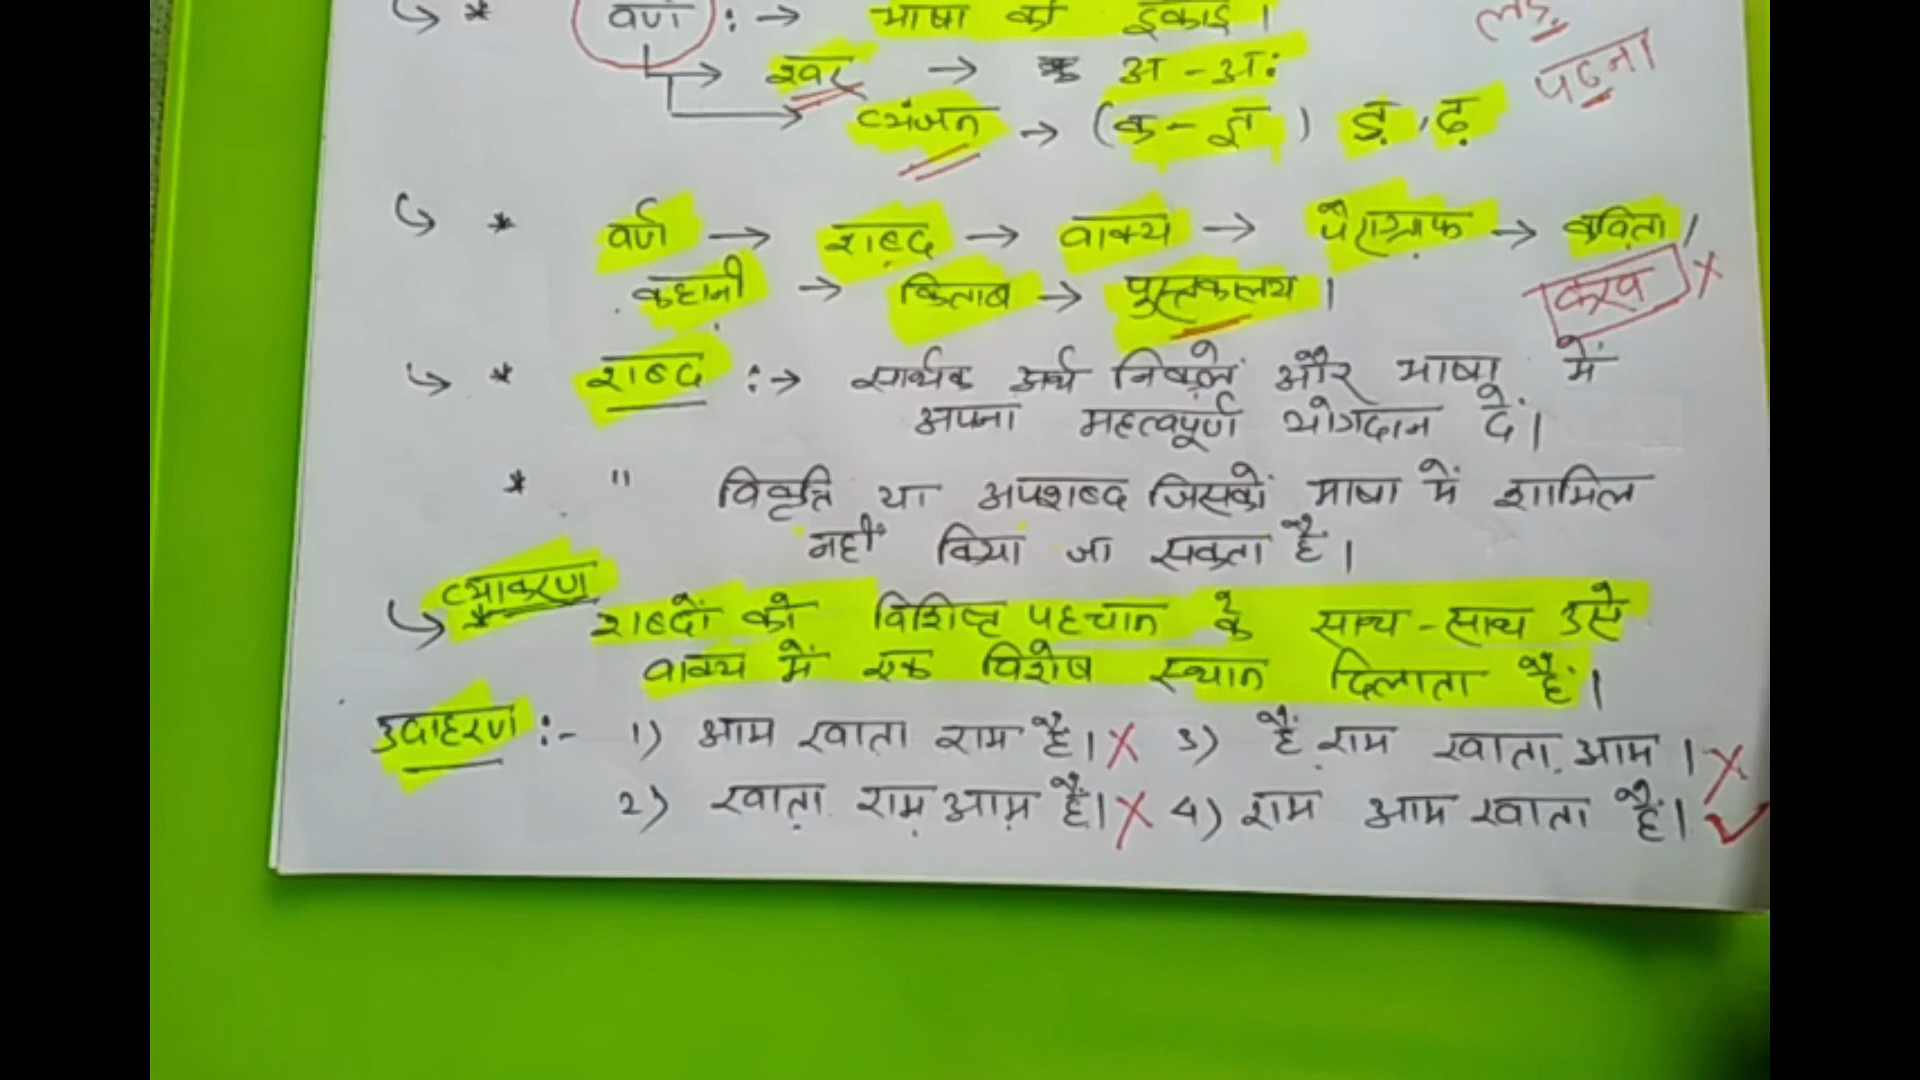 * वर्ण :→ भाषा की इकाई।
स्वर → अ - अः
व्यंजन → (क - ज्ञ) ड़, ढ़
पढना
* वर्ण → शब्द → वाक्य → पैराग्राफ → कविता।
कहानी → किताब → पुस्तकालय।
करव ×
* शब्द :→ सार्थक अर्थ निकले और भाषा में
अपना महत्वपूर्ण योगदान दें।
* " विकृति या अपशब्द जिसको भाषा में शामिल
नहीं किया जा सकता है।
व्याकरण
* शब्दों को विशिष्ट पहचान के साथ - साथ उसे
वाक्य में एक विशेष स्थान दिलाता है।
उदाहरण :- 1) आम खाता राम है। × 3) है राम खाता आम। ×
2) खाता राम आम है। × 4) राम आम खाता है। ✓